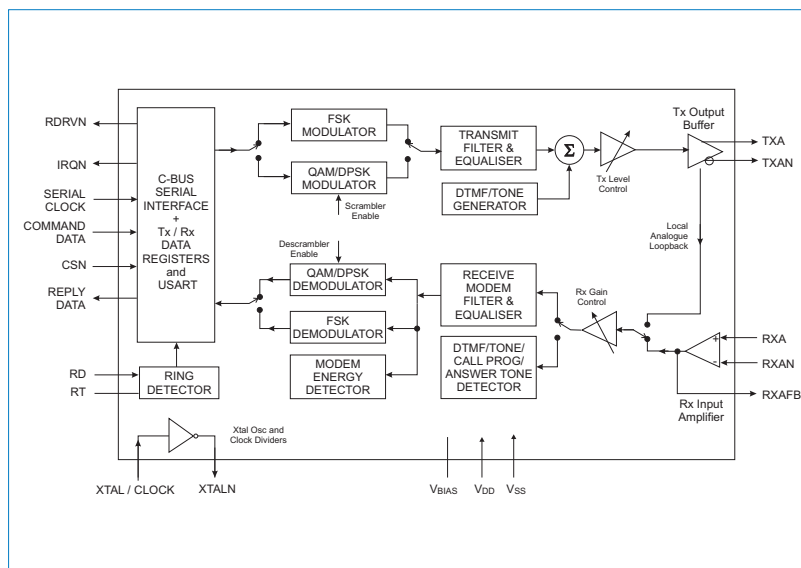 RDRVN
IRQN
SERIAL
CLOCK
COMMAND
DATA
CSN
REPLY
DATA
RD
RT
C-BUS
SERIAL
INTERFACE
+
Tx / Rx
DATA
REGISTERS
and
USART
RING
DETECTOR
FSK
MODULATOR
QAM/DPSK
MODULATOR
Scrambler
Enable
TRANSMIT
FILTER &
EQUALISER
DTMF/TONE
GENERATOR
Σ
Tx Level
Control
Tx Output
Buffer
TXA
TXAN
Local
Analogue
Loopback
Descrambler
Enable
QAM/DPSK
DEMODULATOR
FSK
DEMODULATOR
MODEM
ENERGY
DETECTOR
RECEIVE
MODEM
FILTER &
EQUALISER
DTMF/TONE/
CALL PROG/
ANSWER TONE
DETECTOR
Rx Gain
Control
+
-
RXA
RXAN
RXAFB
Rx Input
Amplifier
Xtal Osc and
Clock Dividers
XTAL / CLOCK
XTALN
VBIAS
VDD
VSS